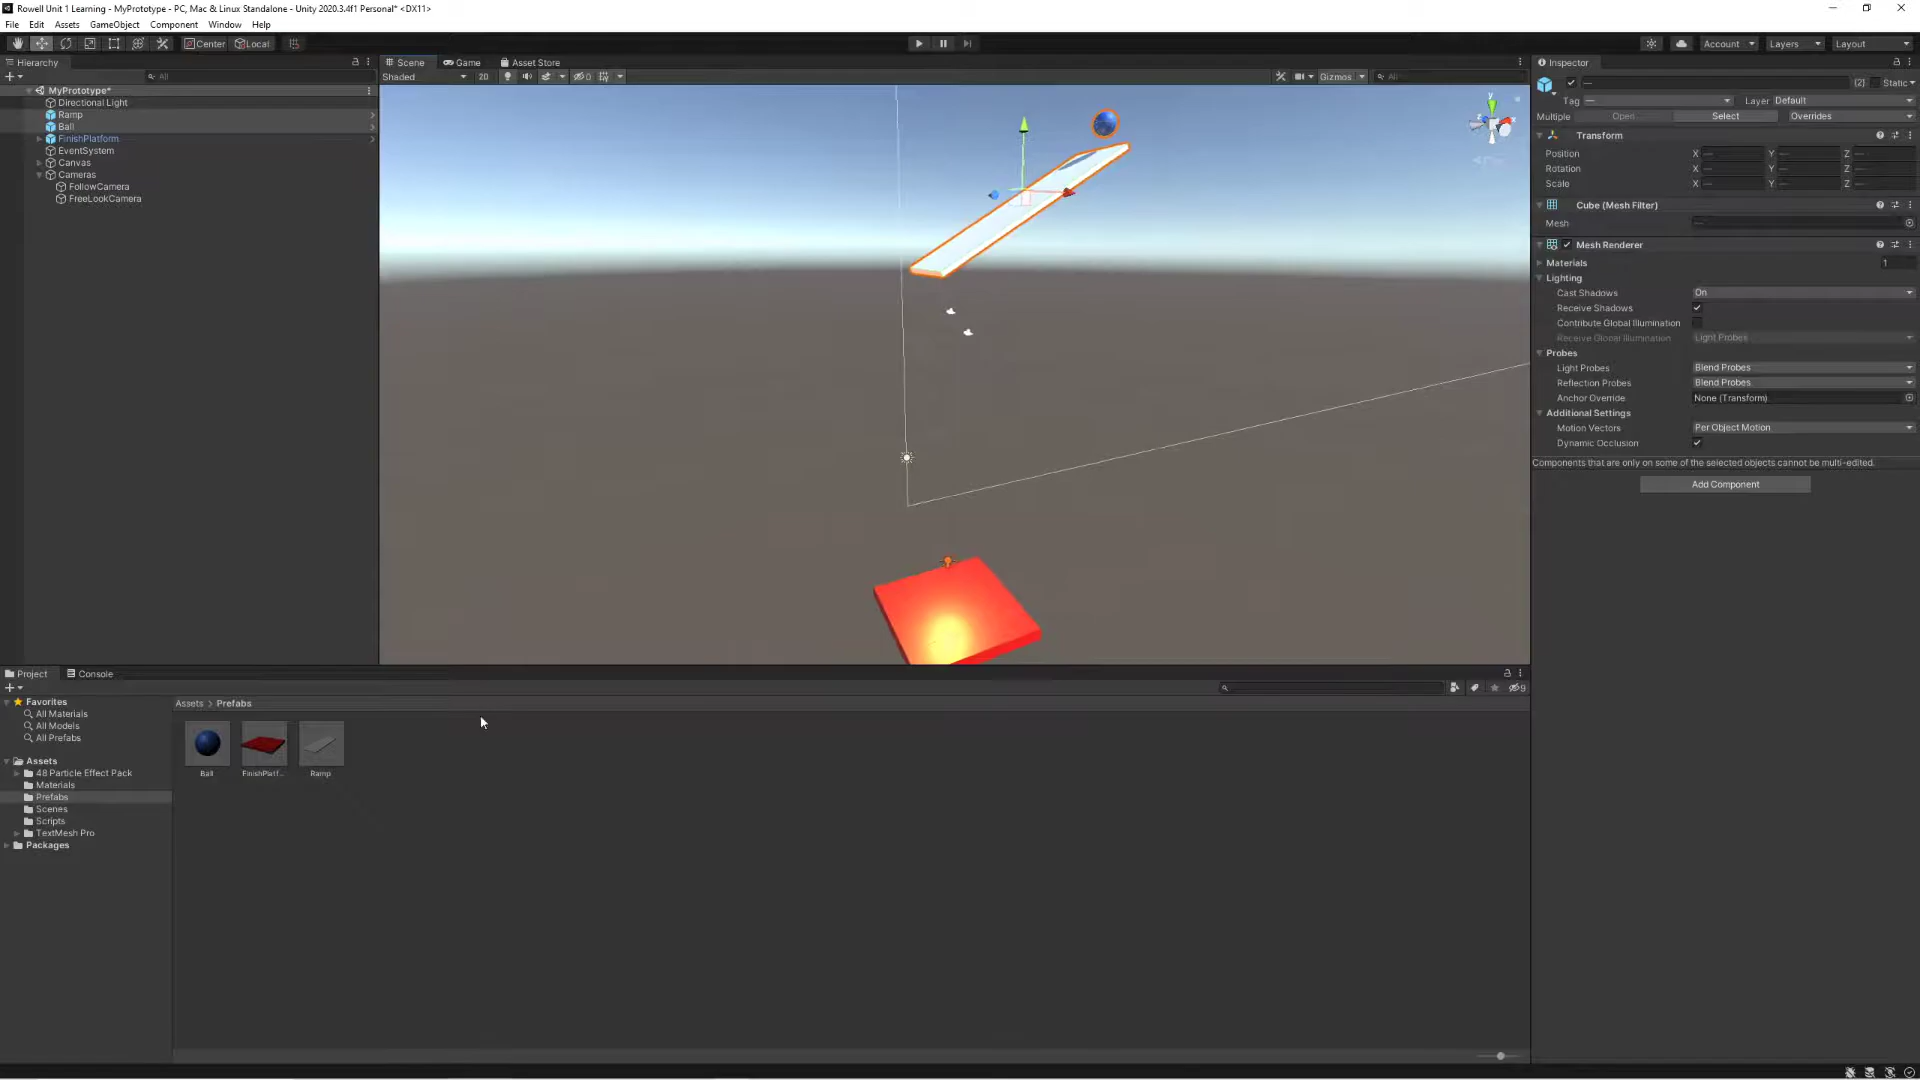 Rowell Unit 1 Learning - MyPrototype - PC, Mac & Linux Standalone - Unity 2020.3.4f1 Personal* <DX11>
File Edit Assets GameObject Component Window Help
Center Local Account Layers Layout
Hierarchy
All
MyPrototype*
Directional Light
Ramp
Ball
FinishPlatform
EventSystem
Canvas
Cameras
FollowCamera
FreeLookCamera
Scene Game Asset Store
Shaded 2D 0 Gizmos All
y
Inspector
— (2) Static
Tag — Layer Default
Multiple Open Select Overrides
Transform
Position X — Y — Z —
Rotation X — Y — Z —
Scale X — Y — Z —
Cube (Mesh Filter)
Mesh —
Mesh Renderer
Materials 1
Lighting
Cast Shadows On
Receive Shadows
Contribute Global Illumination
Receive Global Illumination Light Probes
Probes
Light Probes Blend Probes
Reflection Probes Blend Probes
Anchor Override None (Transform)
Additional Settings
Motion Vectors Per Object Motion
Dynamic Occlusion
Components that are only on some of the selected objects cannot be multi-edited.
Add Component
Project Console
9
Favorites
All Materials
All Models
All Prefabs
Assets
48 Particle Effect Pack
Materials
Prefabs
Scenes
Scripts
TextMesh Pro
Packages
Assets > Prefabs
Ball FinishPlatf... Ramp